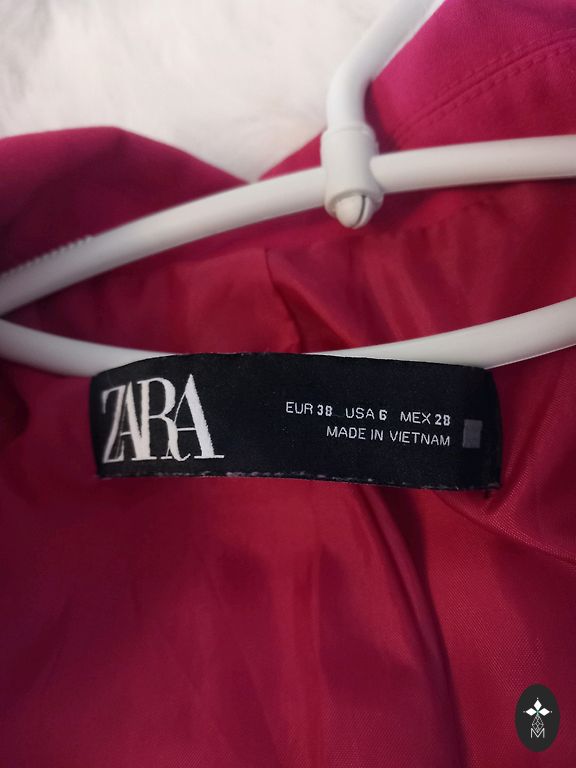 ZARA
EUR 38 USA 6 MEX 28
MADE IN VIETNAM
M